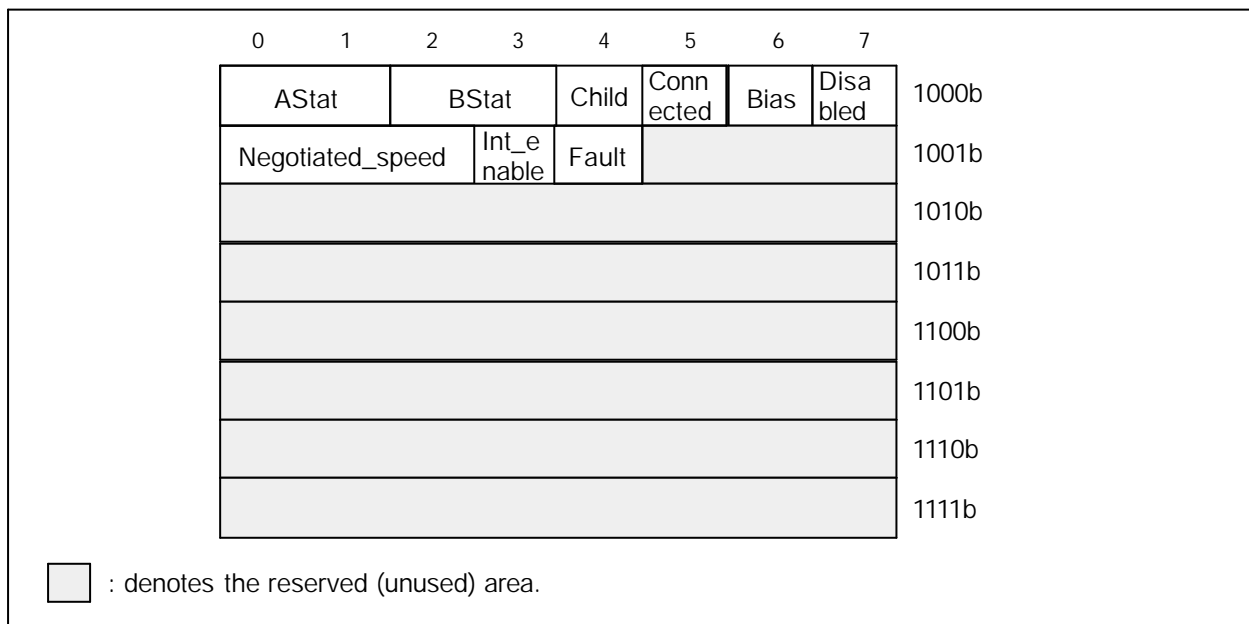 0 1 2 3 4 5 6 7
AStat BStat Child Conn
ected Bias Disa
bled 1000b
Negotiated_speed Int_e
nable Fault 1001b
1010b
1011b
1100b
1101b
1110b
1111b
: denotes the reserved (unused) area.